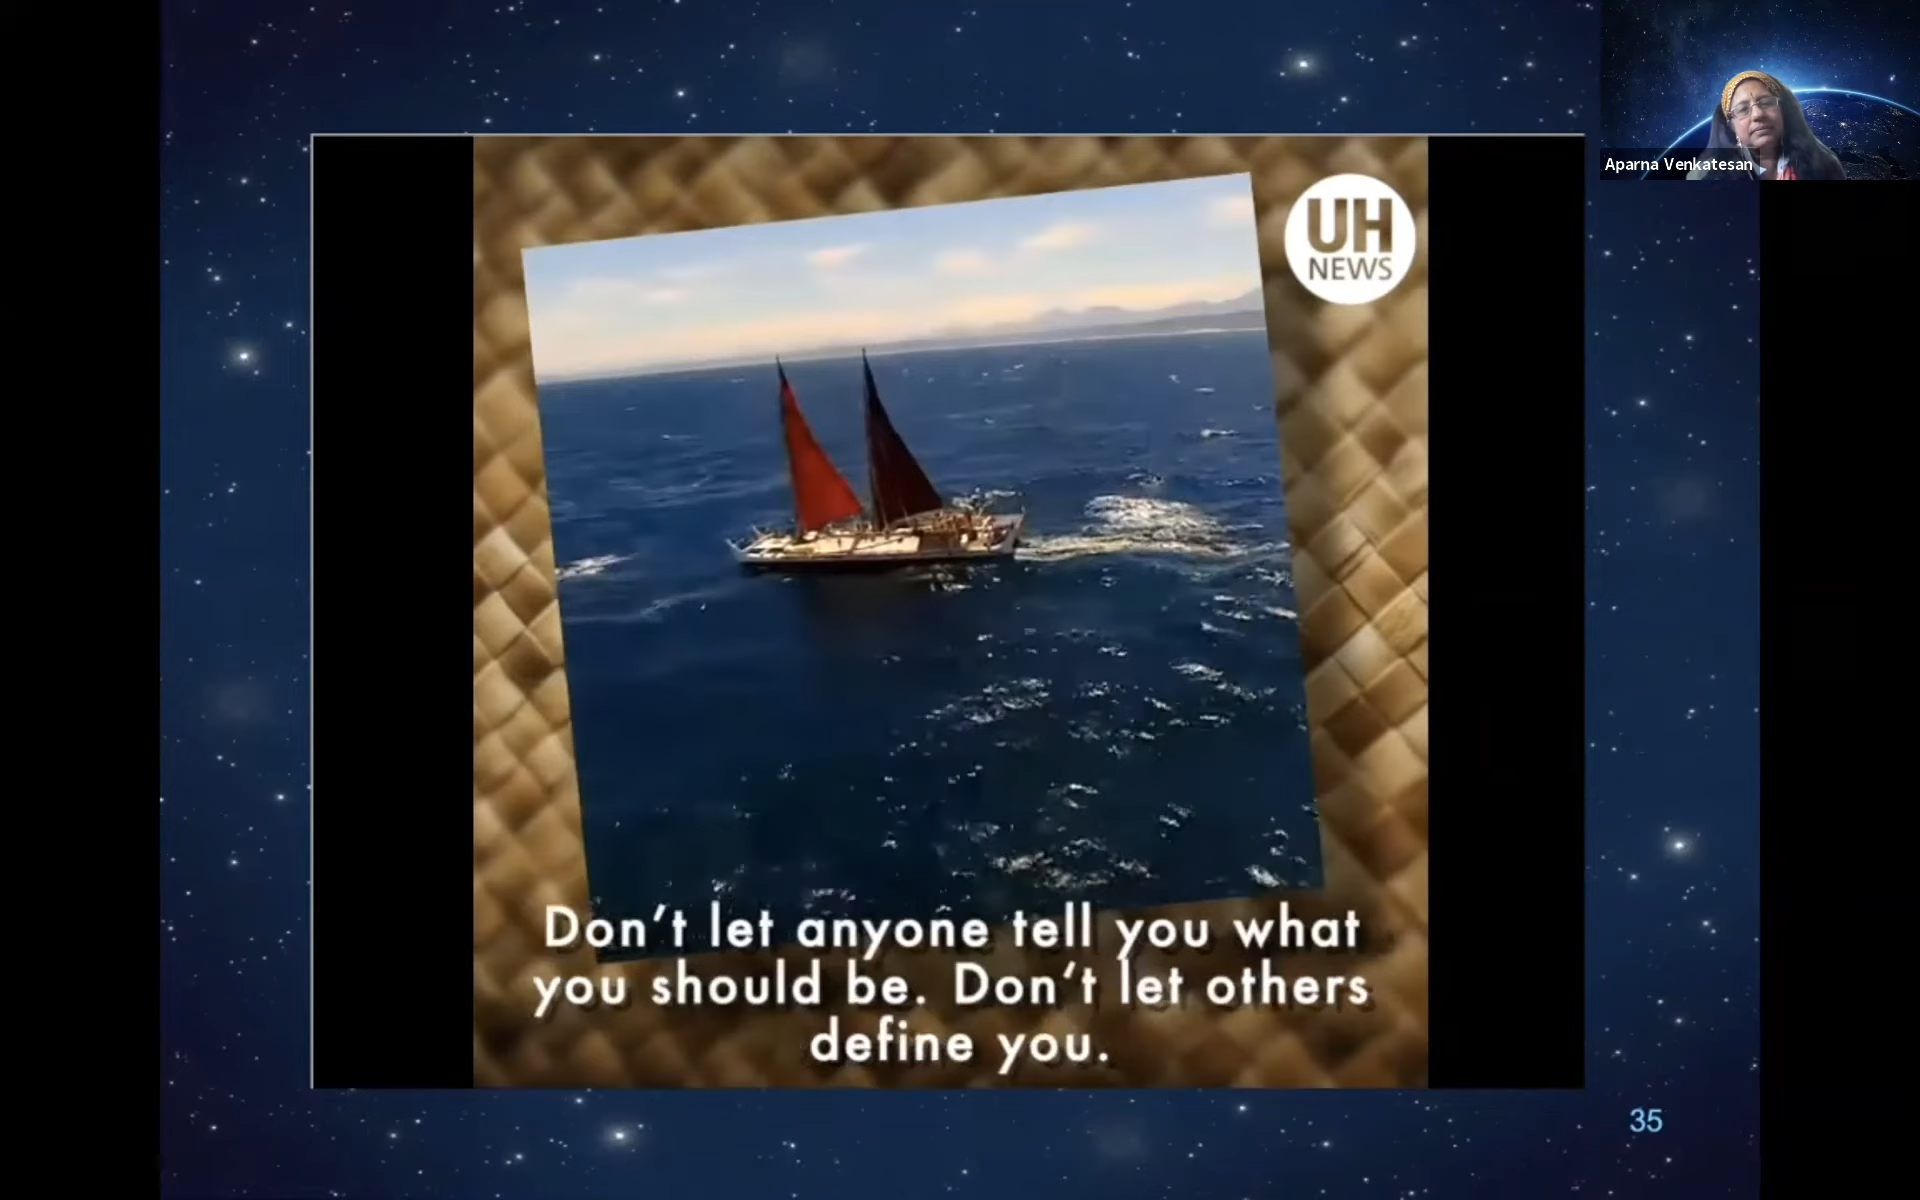 Aparna Venkatesan
UH
NEWS
Don't let anyone tell you what
you should be. Don't let others
define you.
35